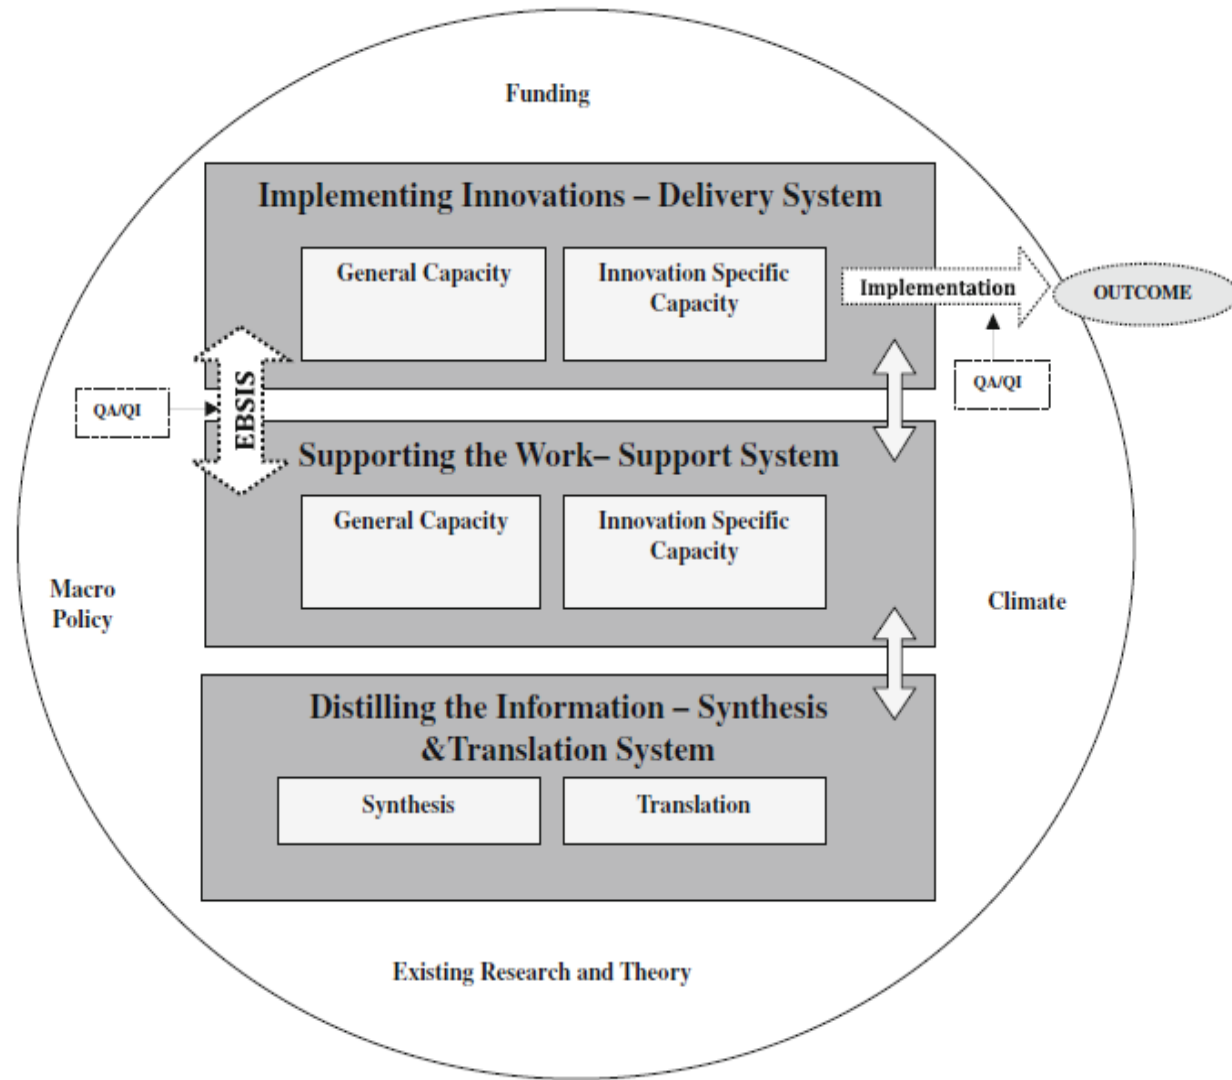 Funding
Implementing Innovations – Delivery System
General Capacity
Innovation Specific
Capacity
Implementation
OUTCOME
QA/QI
EBSIS
QA/QI
Supporting the Work– Support System
General Capacity
Innovation Specific
Capacity
Macro
Policy
Climate
Distilling the Information – Synthesis
&Translation System
Synthesis
Translation
Existing Research and Theory